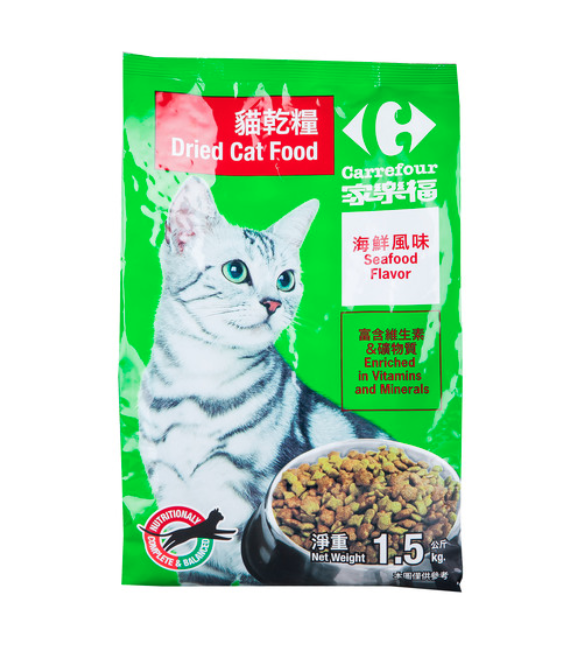 貓乾糧
Dried Cat Food
Carrefour
家樂福
海鮮風味
Seafood
Flavor
富含維生素
&礦物質
Enriched
in Vitamins
and Minerals
NUTRITIONALY
COMPLETE & BALANCED
淨重
Net Weight
1.5
公斤
kg.
本圖僅供參考